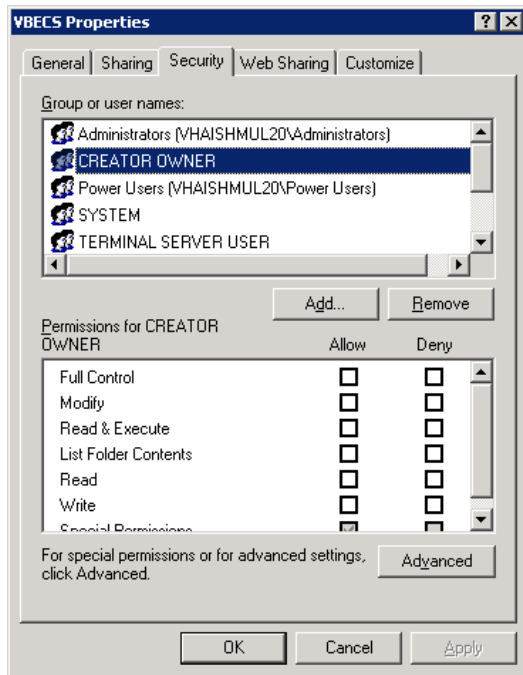 VBECS Properties
General Sharing Security Web Sharing Customize
Group or user names:
Administrators (VHAISHMUL20\Administrators)
CREATOR OWNER
Power Users (VHAISHMUL20\Power Users)
SYSTEM
TERMINAL SERVER USER
Add... Remove
Permissions for CREATOR
OWNER Allow Deny
Full Control
Modify
Read & Execute
List Folder Contents
Read
Write
Special Permissions
For special permissions or for advanced settings,
click Advanced.
Advanced
OK Cancel Apply